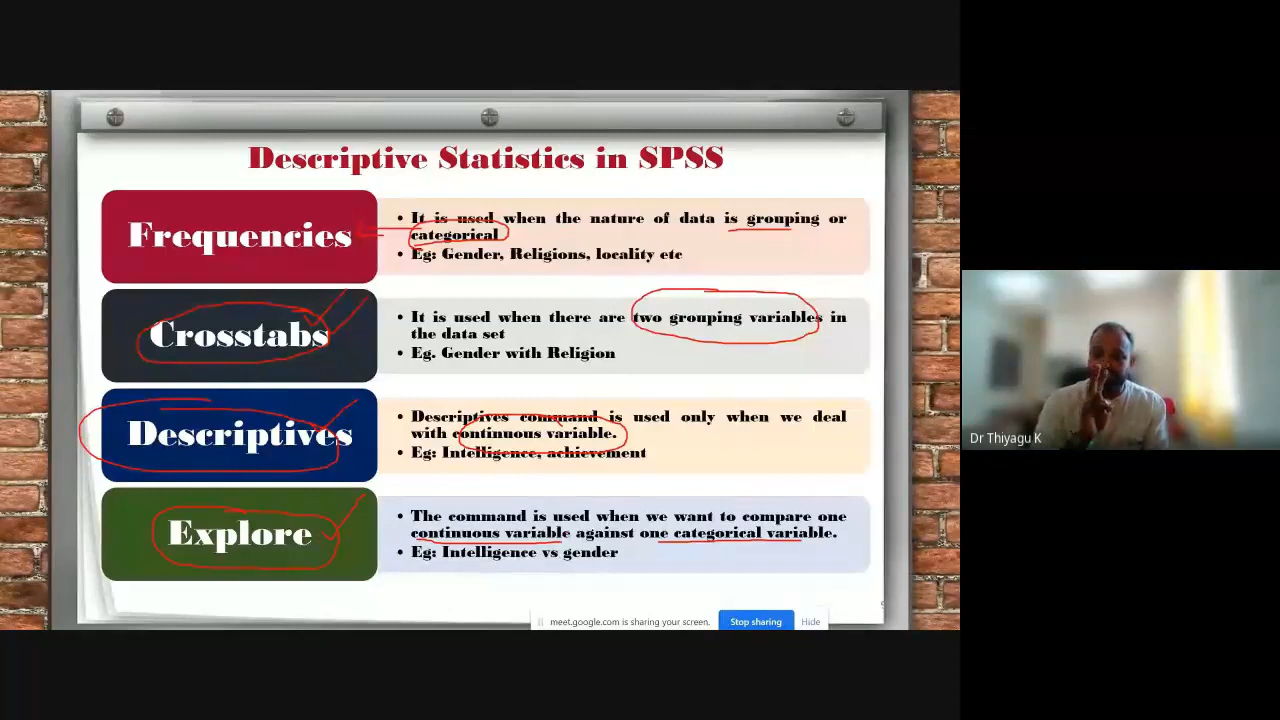 Descriptive Statistics in SPSS
Frequencies
• It is used when the nature of data is grouping or
categorical
• Eg: Gender, Religions, locality etc
Crosstabs
• It is used when there are two grouping variables in
the data set
• Eg. Gender with Religion
Descriptives
• Descriptives command is used only when we deal
with continuous variable.
• Eg: Intelligence, achievement
Explore
• The command is used when we want to compare one
continuous variable against one categorical variable.
• Eg: Intelligence vs gender
meet.google.com is sharing your screen.
Stop sharing
Hide
Dr Thiyagu K